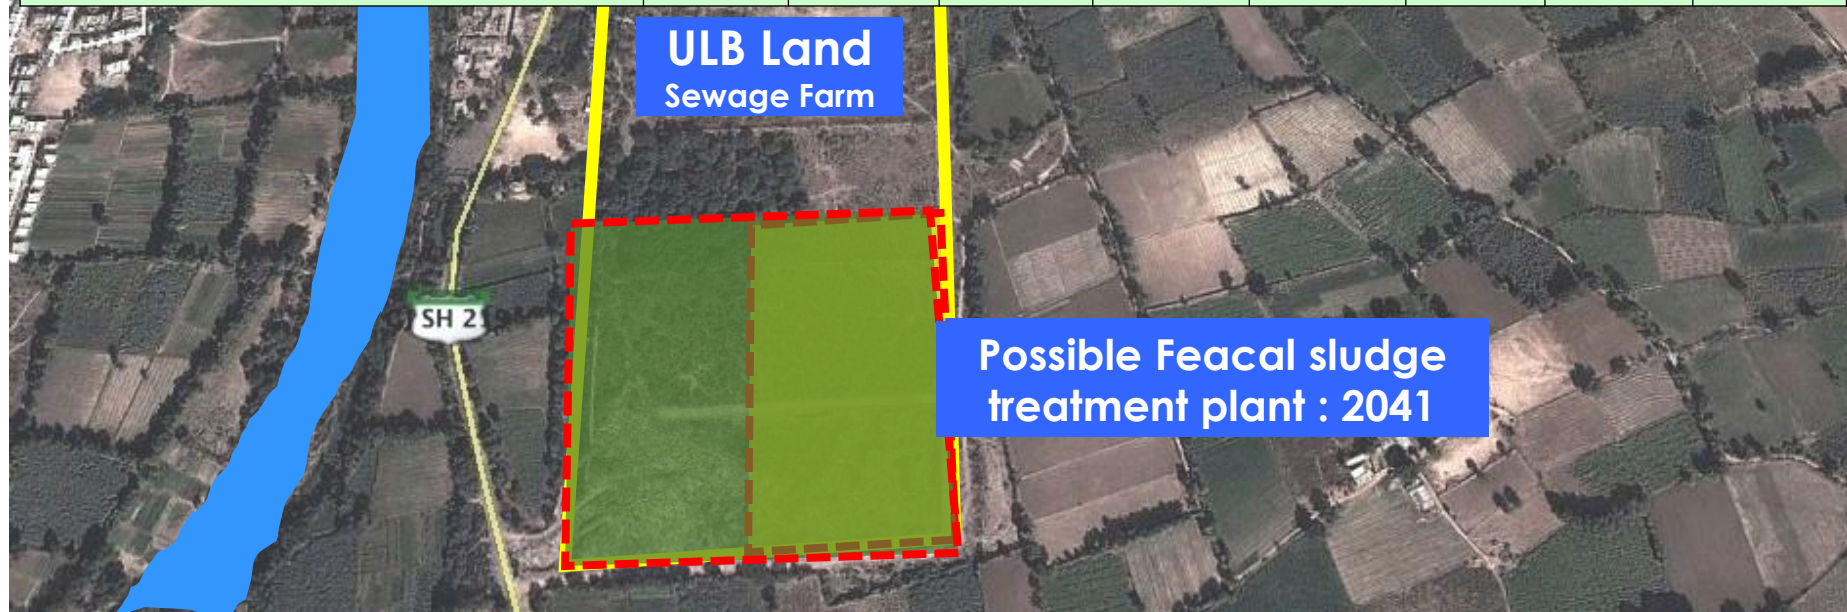 ULB Land
Sewage Farm
SH 2
Possible Feacal sludge
treatment plant : 2041